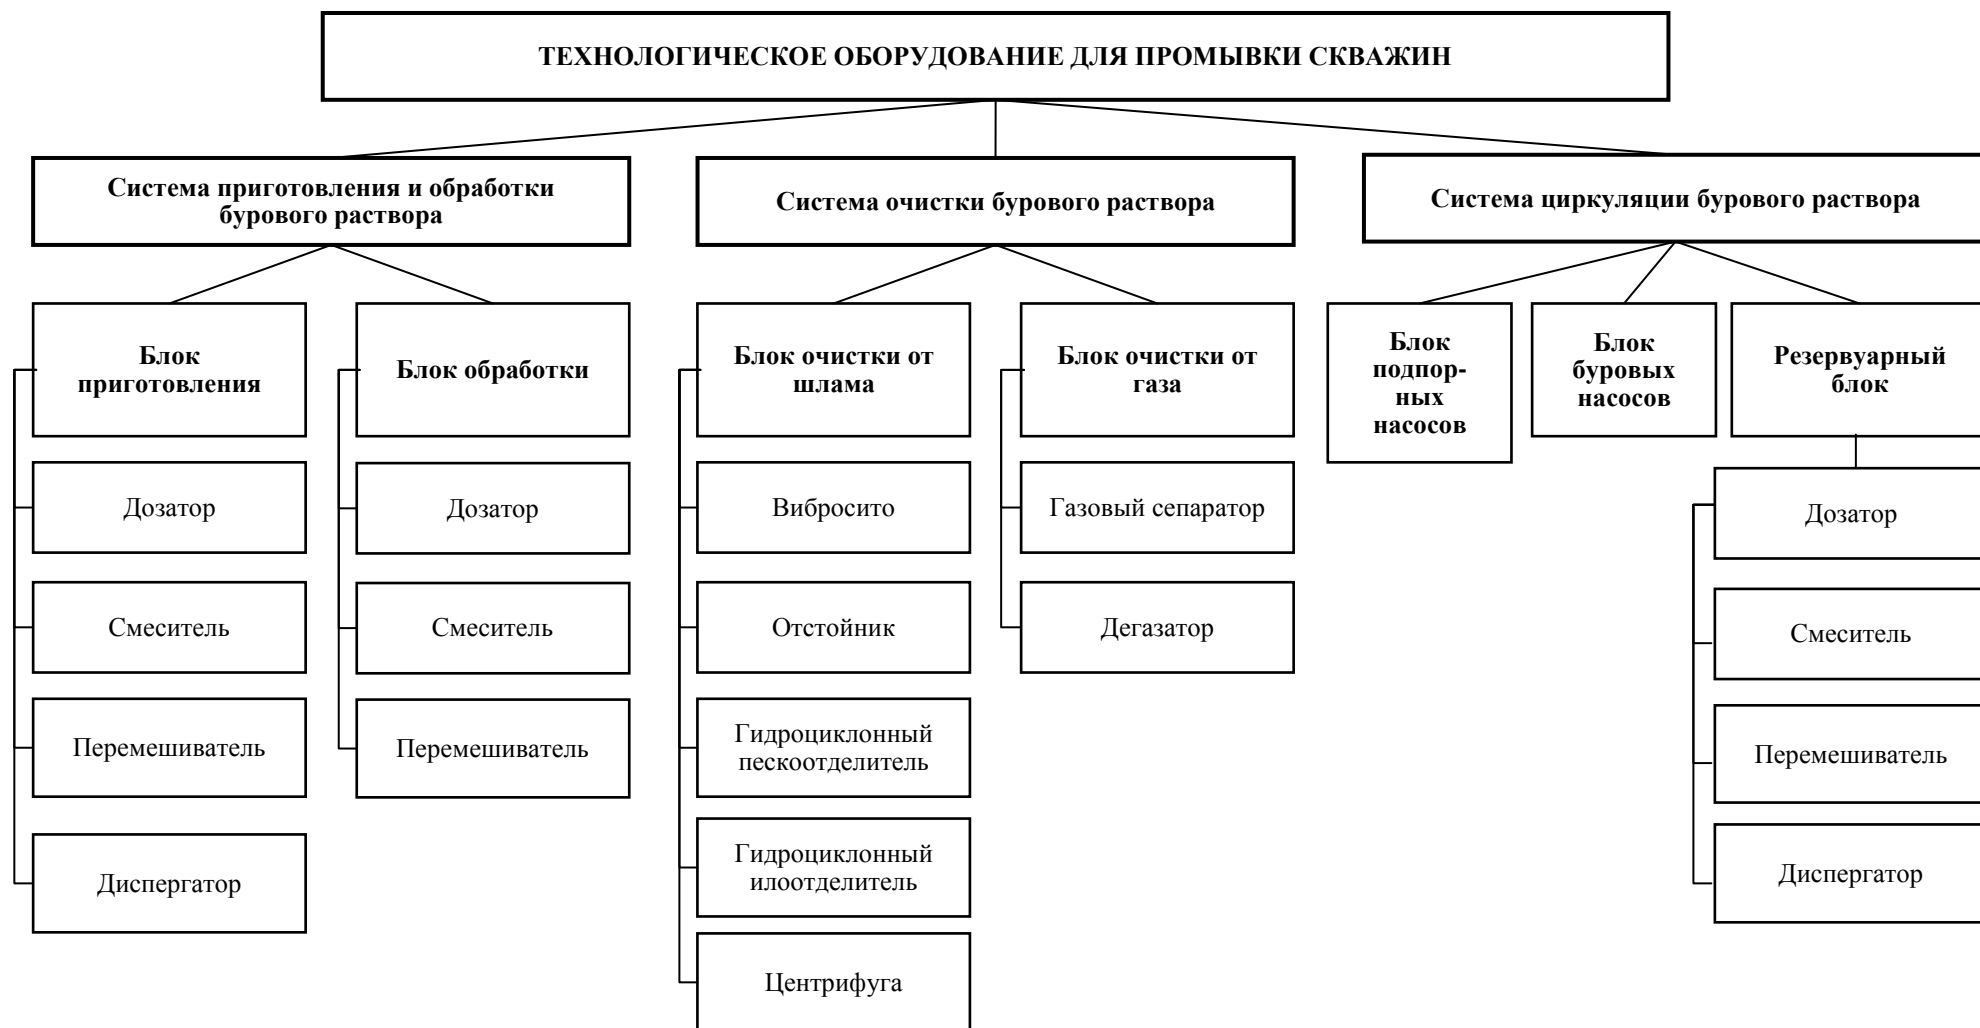 ТЕХНОЛОГИЧЕСКОЕ ОБОРУДОВАНИЕ ДЛЯ ПРОМЫВКИ СКВАЖИН
Система приготовления и обработки
бурового раствора
Система очистки бурового раствора
Система циркуляции бурового раствора
Блок
приготовления
Блок обработки
Блок очистки от
шлама
Блок очистки от
газа
Блок
подпор-
ных
насосов
Блок
буровых
насосов
Резервуарный
блок
Дозатор
Смеситель
Перемешиватель
Диспергатор
Дозатор
Смеситель
Перемешиватель
Вибросито
Отстойник
Гидроциклонный
пескоотделитель
Гидроциклонный
илоотделитель
Центрифуга
Газовый сепаратор
Дегазатор
Дозатор
Смеситель
Перемешиватель
Диспергатор